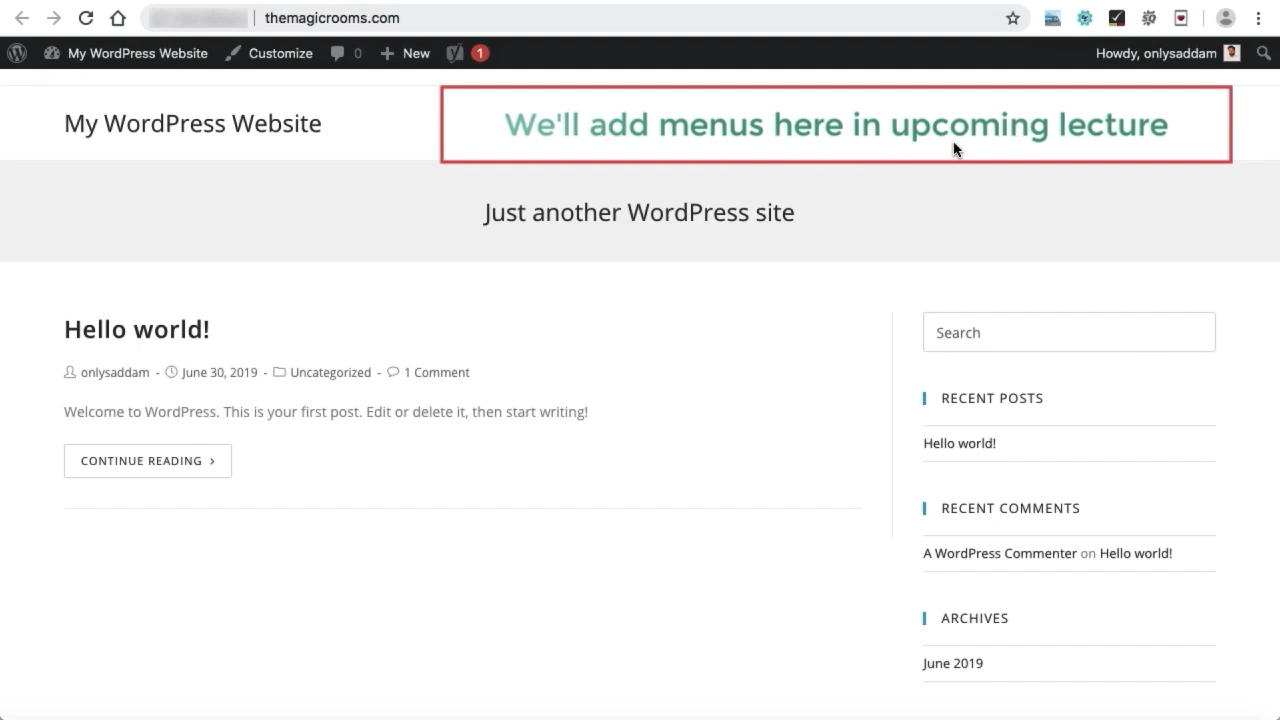 themagicrooms.com
My WordPress Website
Customize
0
New
1
Howdy, onlysaddam
My WordPress Website
We'll add menus here in upcoming lecture
Just another WordPress site
Hello world!
onlysaddam - June 30, 2019 - Uncategorized - 1 Comment
Welcome to WordPress. This is your first post. Edit or delete it, then start writing!
CONTINUE READING >
Search
RECENT POSTS
Hello world!
RECENT COMMENTS
A WordPress Commenter on Hello world!
ARCHIVES
June 2019